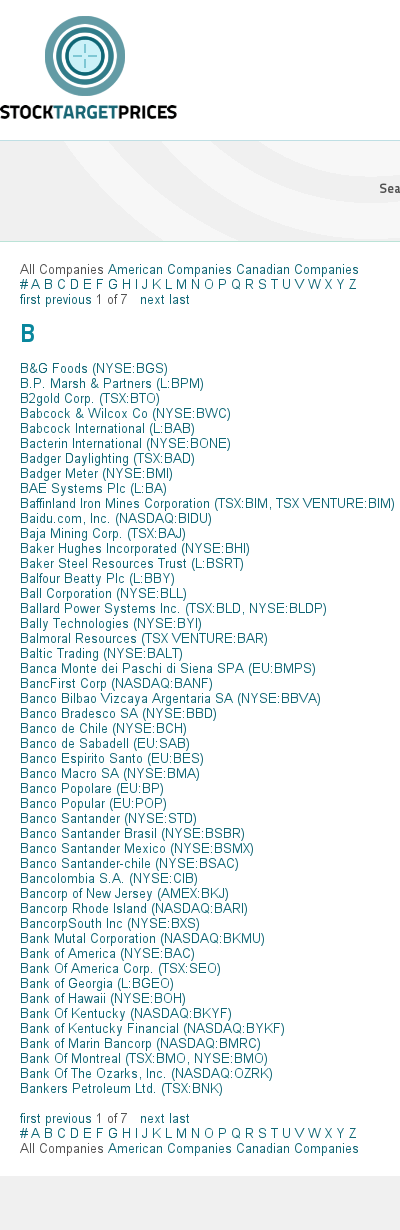 STOCKTARGETPRICES
Sea
All Companies American Companies Canadian Companies
# A B C D E F G H I J K L M N O P Q R S T U V W X Y Z
first previous 1 of 7 next last
B
B&G Foods (NYSE:BGS)
B.P. Marsh & Partners (L:BPM)
B2gold Corp. (TSX:BTO)
Babcock & Wilcox Co (NYSE:BWC)
Babcock International (L:BAB)
Bacterin International (NYSE:BONE)
Badger Daylighting (TSX:BAD)
Badger Meter (NYSE:BMI)
BAE Systems Plc (L:BA)
Baffinland Iron Mines Corporation (TSX:BIM, TSX VENTURE:BIM)
Baidu.com, Inc. (NASDAQ:BIDU)
Baja Mining Corp. (TSX:BAJ)
Baker Hughes Incorporated (NYSE:BHI)
Baker Steel Resources Trust (L:BSRT)
Balfour Beatty Plc (L:BBY)
Ball Corporation (NYSE:BLL)
Ballard Power Systems Inc. (TSX:BLD, NYSE:BLDP)
Bally Technologies (NYSE:BYI)
Balmoral Resources (TSX VENTURE:BAR)
Baltic Trading (NYSE:BALT)
Banca Monte dei Paschi di Siena SPA (EU:BMPS)
BancFirst Corp (NASDAQ:BANF)
Banco Bilbao Vizcaya Argentaria SA (NYSE:BBVA)
Banco Bradesco SA (NYSE:BBD)
Banco de Chile (NYSE:BCH)
Banco de Sabadell (EU:SAB)
Banco Espirito Santo (EU:BES)
Banco Macro SA (NYSE:BMA)
Banco Popolare (EU:BP)
Banco Popular (EU:POP)
Banco Santander (NYSE:STD)
Banco Santander Brasil (NYSE:BSBR)
Banco Santander Mexico (NYSE:BSMX)
Banco Santander-chile (NYSE:BSAC)
Bancolombia S.A. (NYSE:CIB)
Bancorp of New Jersey (AMEX:BKJ)
Bancorp Rhode Island (NASDAQ:BARI)
BancorpSouth Inc (NYSE:BXS)
Bank Mutal Corporation (NASDAQ:BKMU)
Bank of America (NYSE:BAC)
Bank Of America Corp. (TSX:SEO)
Bank of Georgia (L:BGEO)
Bank of Hawaii (NYSE:BOH)
Bank Of Kentucky (NASDAQ:BKYF)
Bank of Kentucky Financial (NASDAQ:BYKF)
Bank of Marin Bancorp (NASDAQ:BMRC)
Bank Of Montreal (TSX:BMO, NYSE:BMO)
Bank Of The Ozarks, Inc. (NASDAQ:OZRK)
Bankers Petroleum Ltd. (TSX:BNK)
first previous 1 of 7 next last
# A B C D E F G H I J K L M N O P Q R S T U V W X Y Z
All Companies American Companies Canadian Companies